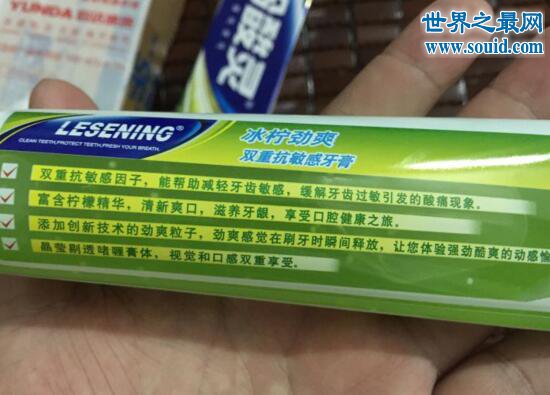 世界之最网
www.souid.com
YUNDA
酸灵
LESENING®
CLEAN TEETH,PROTECT TEETH,FRESH YOUR BREATH.
冰柠劲爽
双重抗敏感牙膏
双重抗敏感因子，能帮助减轻牙齿敏感，缓解牙齿过敏引发的酸痛现象。
富含柠檬精华，清新爽口，滋养牙龈，享受口腔健康之旅。
添加创新技术的劲爽粒子，劲爽感觉在刷牙时瞬间释放，让您体验强劲酷爽的动感愉
晶莹剔透啫喱膏体，视觉和口感双重享受。